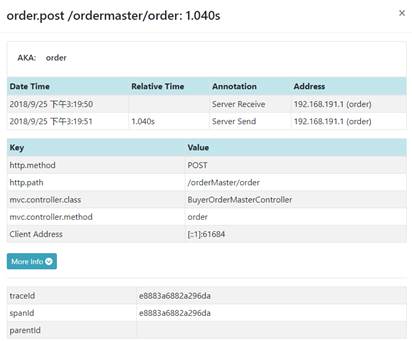 order.post /ordermaster/order: 1.040s
×
AKA: order
Date Time Relative Time Annotation Address
2018/9/25 下午3:19:50 Server Receive 192.168.191.1 (order)
2018/9/25 下午3:19:51 1.040s Server Send 192.168.191.1 (order)
Key Value
http.method POST
http.path /orderMaster/order
mvc.controller.class BuyerOrderMasterController
mvc.controller.method order
Client Address [::1]:61684
More Info
traceId e8883a6882a296da
spanId e8883a6882a296da
parentId